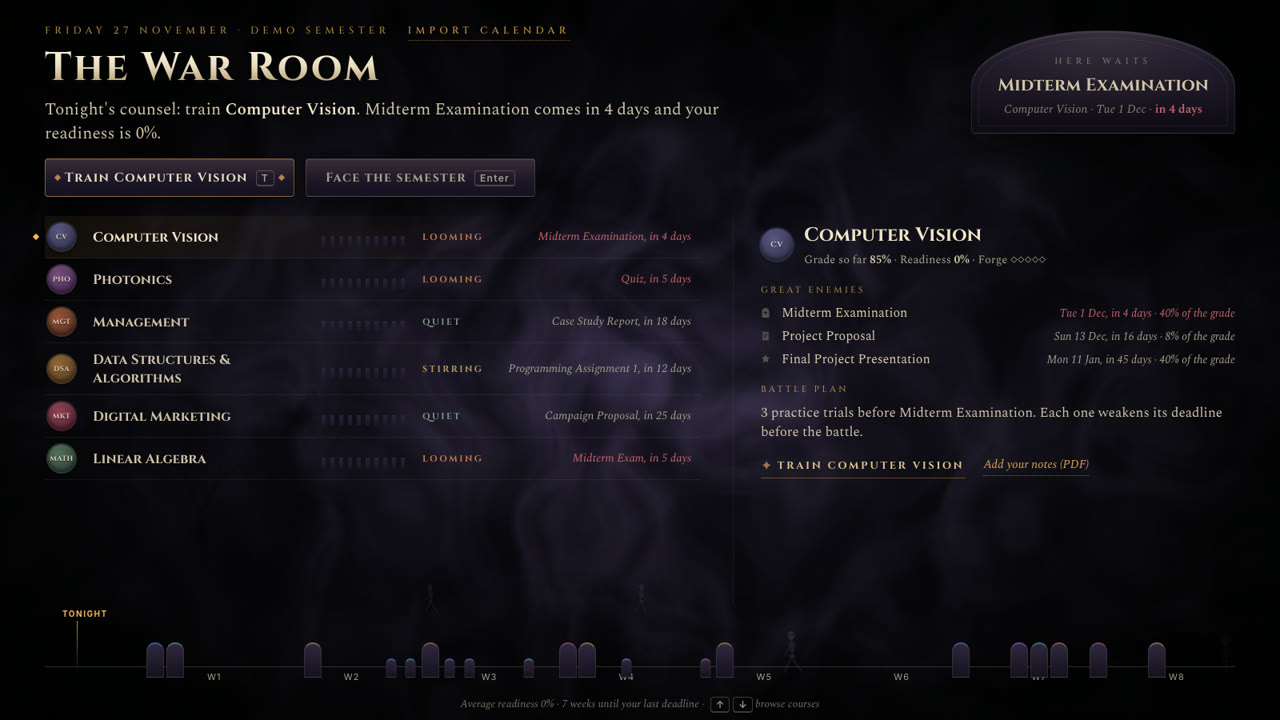 FRIDAY 27 NOVEMBER · DEMO SEMESTER IMPORT CALENDAR
THE WAR ROOM
Tonight's counsel: train Computer Vision. Midterm Examination comes in 4 days and your
readiness is 0%.
TRAIN COMPUTER VISION T
FACE THE SEMESTER Enter
HERE WAITS
MIDTERM EXAMINATION
Computer Vision · Tue 1 Dec · in 4 days
CV COMPUTER VISION LOOMING Midterm Examination, in 4 days
PHO PHOTONICS LOOMING Quiz, in 5 days
MGT MANAGEMENT QUIET Case Study Report, in 18 days
DSA DATA STRUCTURES &
ALGORITHMS STIRRING Programming Assignment 1, in 12 days
MKT DIGITAL MARKETING QUIET Campaign Proposal, in 25 days
MATH LINEAR ALGEBRA LOOMING Midterm Exam, in 5 days
CV COMPUTER VISION
Grade so far 85% · Readiness 0% · Forge ◇◇◇◇◇
GREAT ENEMIES
Midterm Examination Tue 1 Dec, in 4 days · 40% of the grade
Project Proposal Sun 13 Dec, in 16 days · 8% of the grade
Final Project Presentation Mon 11 Jan, in 45 days · 40% of the grade
BATTLE PLAN
3 practice trials before Midterm Examination. Each one weakens its deadline
before the battle.
TRAIN COMPUTER VISION Add your notes (PDF)
TONIGHT
W1 W2 W3 W4 W5 W6 W7 W8
Average readiness 0% · 7 weeks until your last deadline · ↑ ↓ browse courses